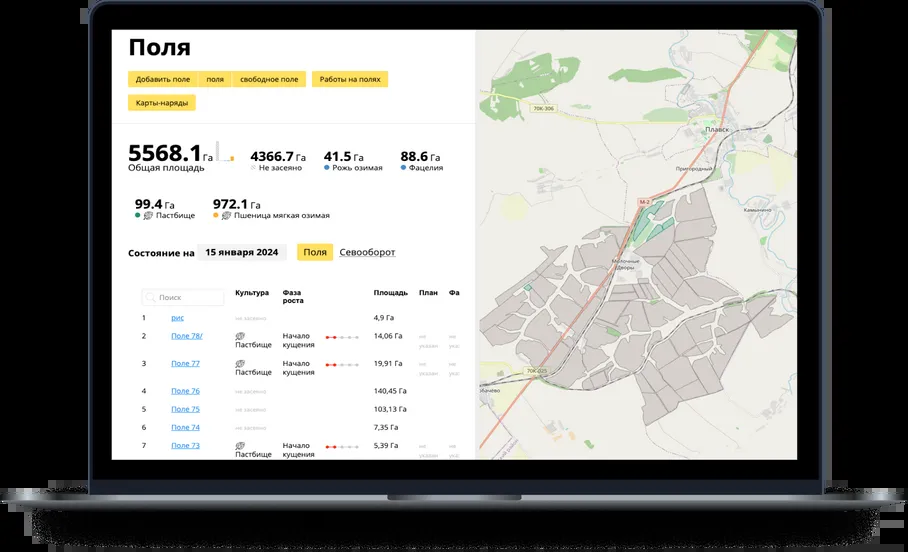 Поля
Добавить поле
поля
свободное поле
Работы на полях
Карты-наряды
5568.1 Га
Общая площадь
4366.7 Га
Не засеяно
41.5 Га
Рожь озимая
88.6 Га
Фацелия
99.4 Га
Пастбище
972.1 Га
Пшеница мягкая озимая
Состояние на 15 января 2024 Поля Севооборот
Поиск
Культура
Фаза
роста
Площадь
План
Фа
1 рис не засеяно 4,9 Га
2 Поле 78/ Пастбище Начало
кущения
14,06 Га не
указан
не
ука
3 Поле 77 Пастбище Начало
кущения
19,91 Га не
указан
не
ука
4 Поле 76 не засеяно 140,45 Га
5 Поле 75 не засеяно 103,13 Га
6 Поле 74 не засеяно 7,35 Га
7 Поле 73 Пастбище Начало
кущения
5,39 Га не
указан
не
ука
70К-306
Плавск
Пригородный
М-2
Камынино
Молочные
Дворы
70К-025